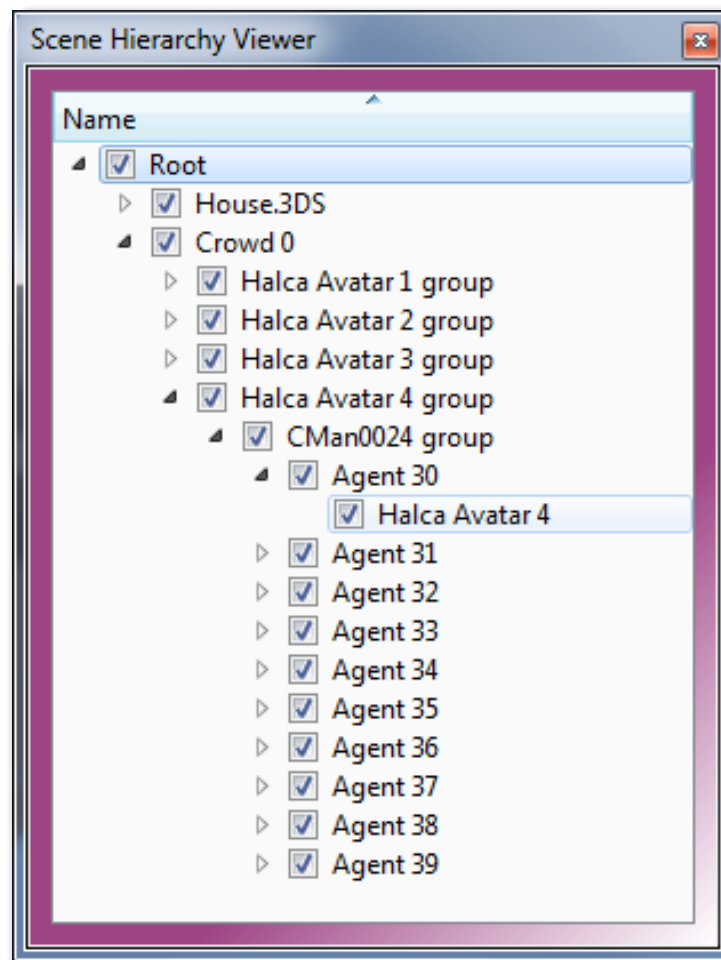 Scene Hierarchy Viewer
Name
Root
House.3DS
Crowd 0
Halca Avatar 1 group
Halca Avatar 2 group
Halca Avatar 3 group
Halca Avatar 4 group
CMan0024 group
Agent 30
Halca Avatar 4
Agent 31
Agent 32
Agent 33
Agent 34
Agent 35
Agent 36
Agent 37
Agent 38
Agent 39